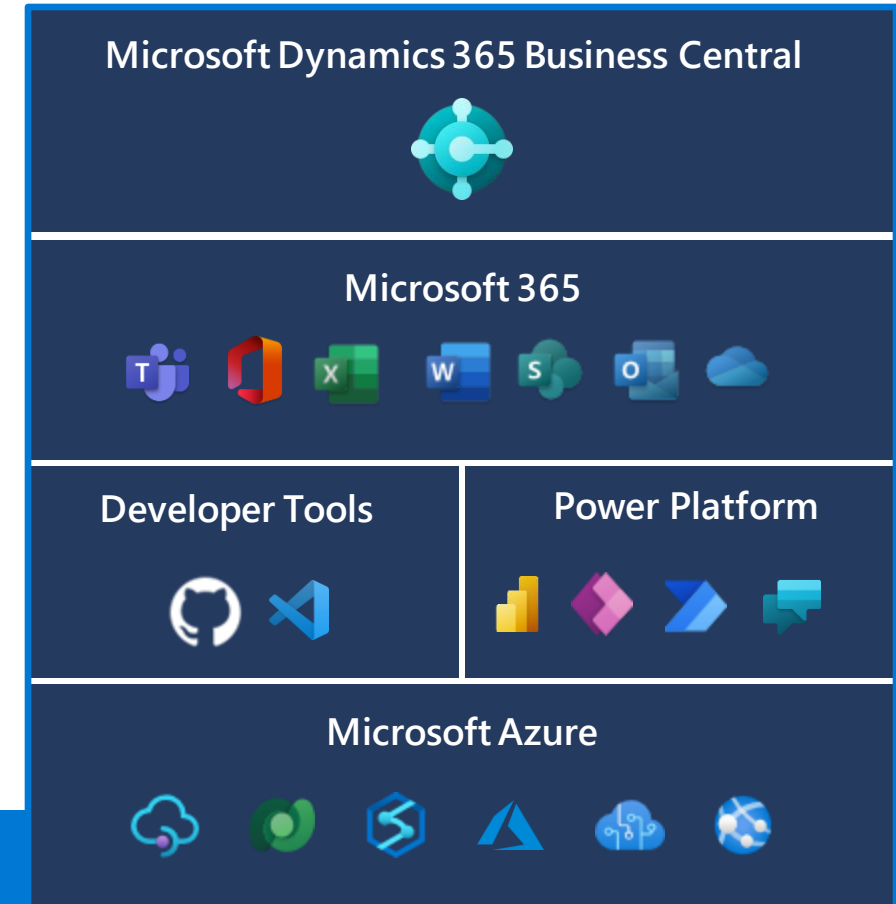 Microsoft Dynamics 365 Business Central
Microsoft 365
T
X
W
S
O
Developer Tools
Power Platform
Microsoft Azure